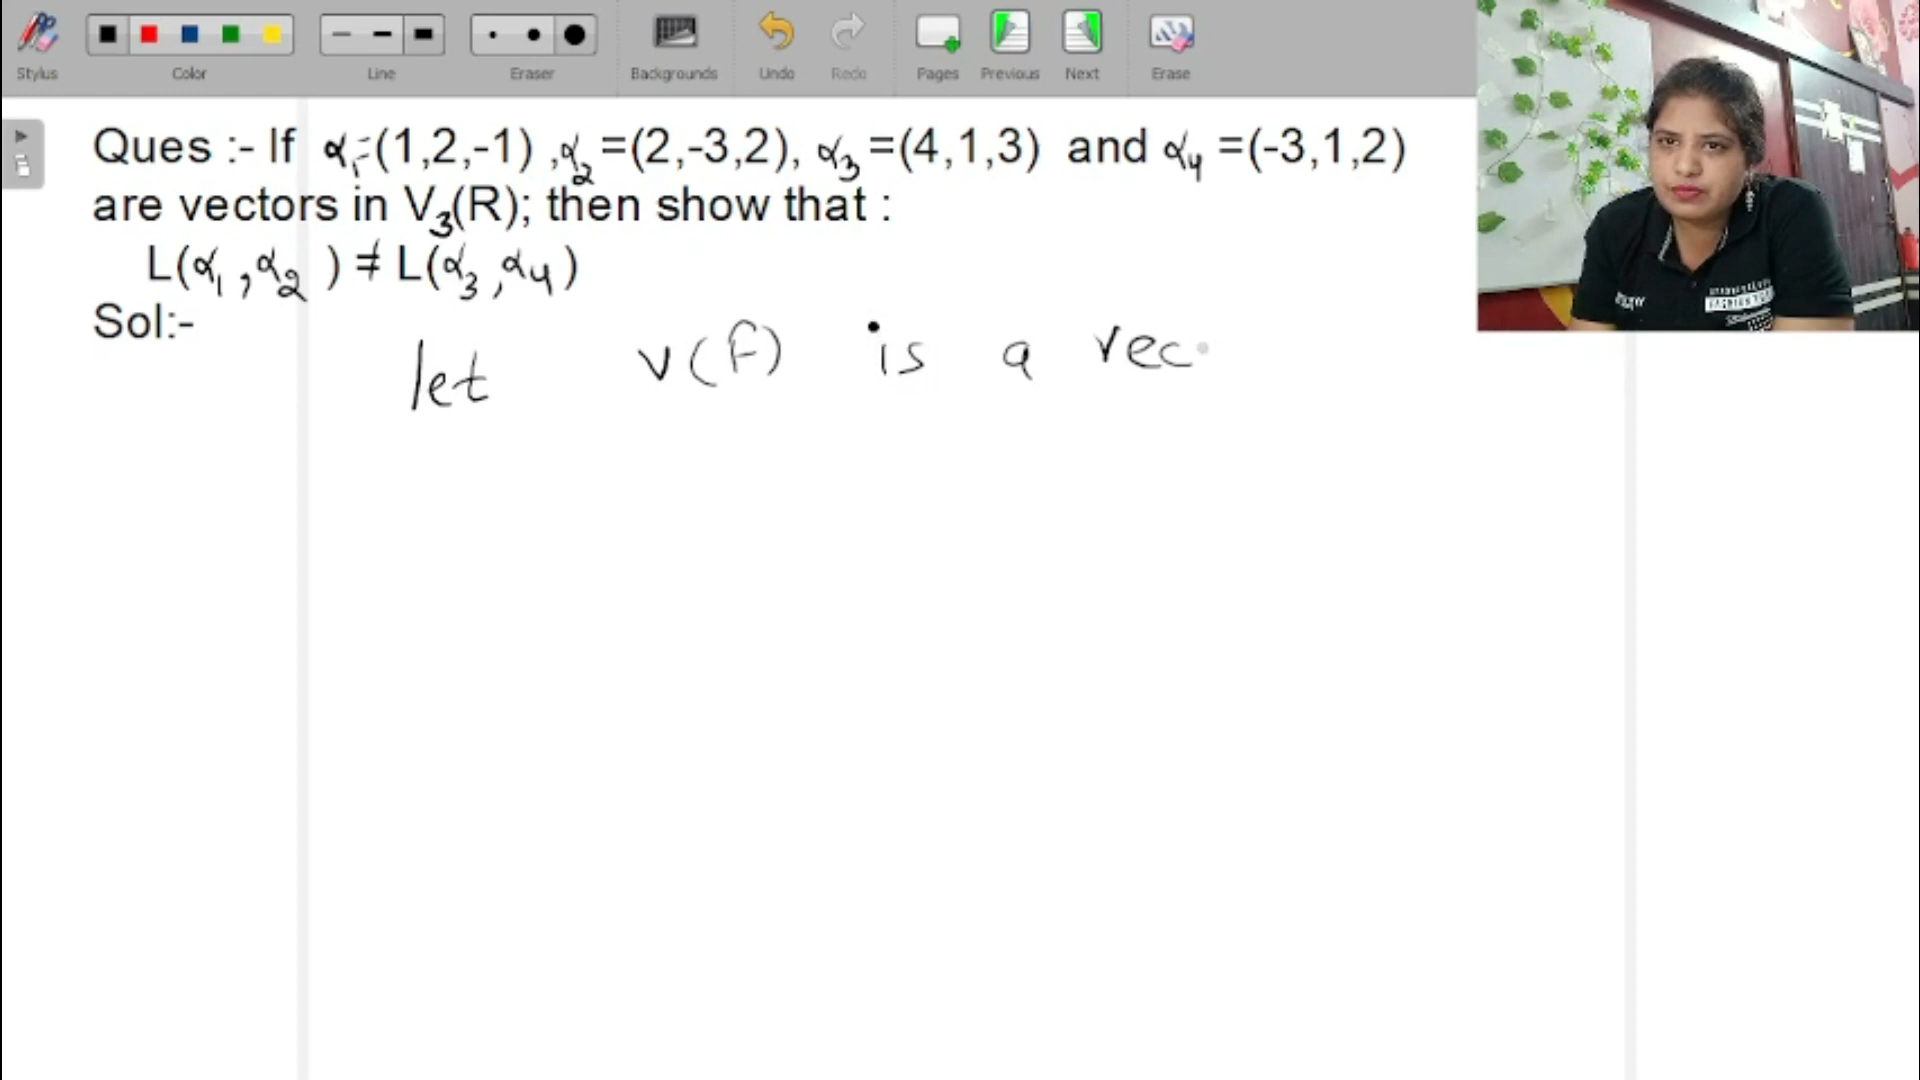 Stylus Color Line Eraser Backgrounds Undo Redo Pages Previous Next Erase
Ques :- If α₁=(1,2,-1) ,α₂=(2,-3,2), α₃=(4,1,3) and α₄=(-3,1,2)
are vectors in V₃(R); then show that :
L(α₁,α₂ ) ≠ L(α₃,α₄)
Sol:-
let v(F) is a vec